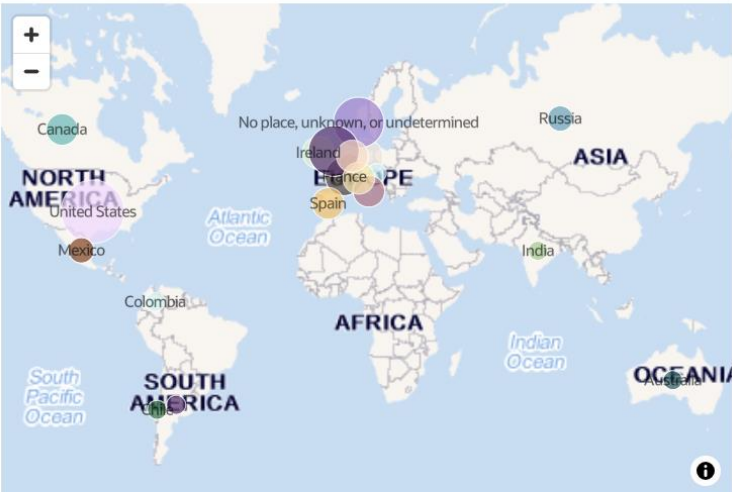 +
−
No place, unknown, or undetermined
Canada
Russia
Ireland
ASIA
NORTH
AMERICA
France
EUROPE
United States
Spain
Atlantic
Ocean
Mexico
India
Colombia
AFRICA
Indian
Ocean
South
Pacific
Ocean
OCEANIA
Australia
SOUTH
AMERICA
Chile
i